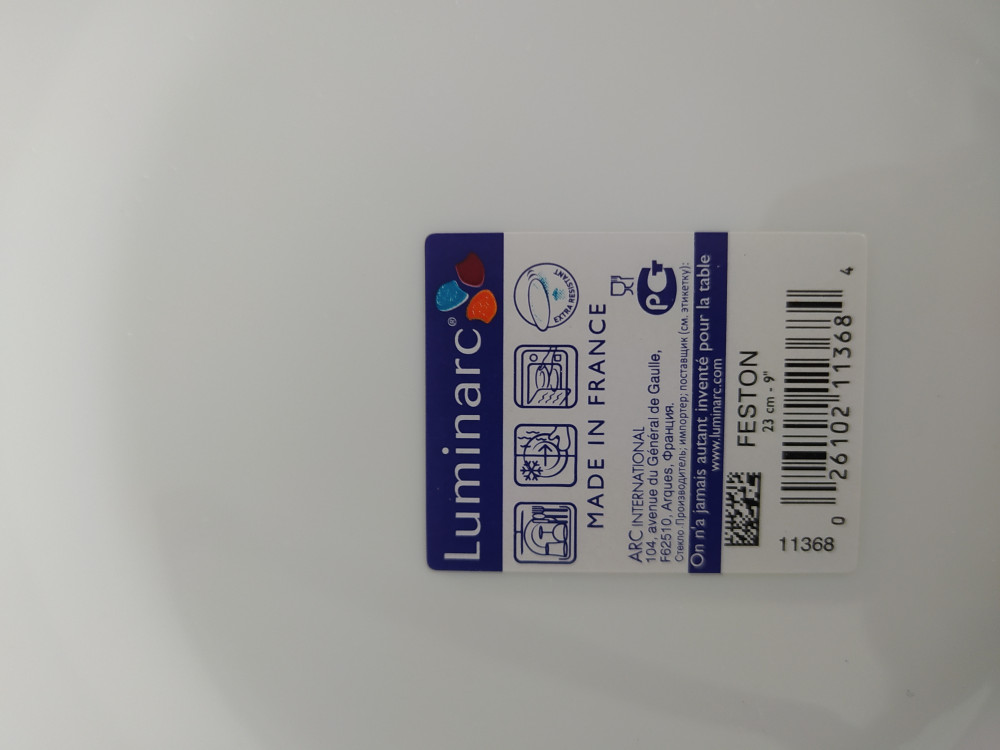 Luminarc®
EXTRA RESISTANT
MADE IN FRANCE
ARC INTERNATIONAL
104, avenue du Général de Gaulle,
F62510, Arques, Франция.
Стекло. Производитель; импортер; поставщик (см. этикетку):
PCT
On n'a jamais autant inventé pour la table
www.luminarc.com
FESTON
23 cm - 9"
11368
0 26102 11368 4